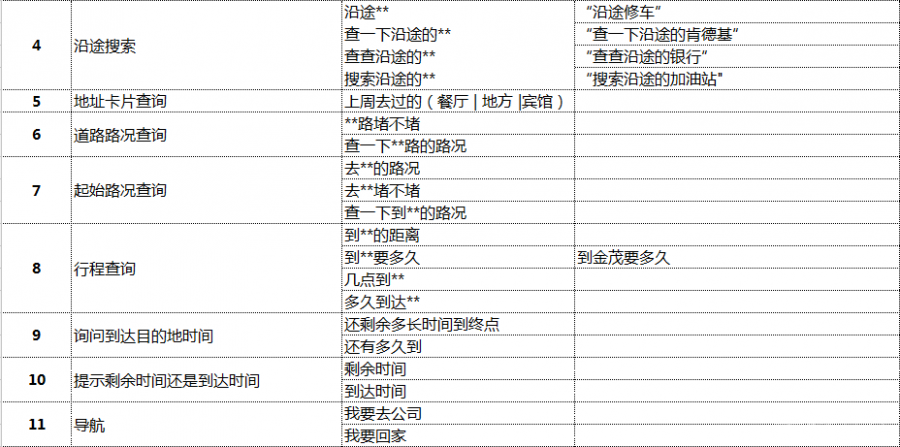 4 沿途搜索 沿途** “沿途修车”
查一下沿途的** “查一下沿途的肯德基”
查查沿途的** “查查沿途的银行”
搜索沿途的** “搜索沿途的加油站"
5 地址卡片查询 上周去过的（餐厅 | 地方 |宾馆）
6 道路路况查询 **路堵不堵
查一下**路的路况
7 起始路况查询 去**的路况
去**堵不堵
查一下到**的路况
8 行程查询 到**的距离
到**要多久 到金茂要多久
几点到**
多久到达**
9 询问到达目的地时间 还剩余多长时间到终点
还有多久到
10 提示剩余时间还是到达时间 剩余时间
到达时间
11 导航 我要去公司
我要回家